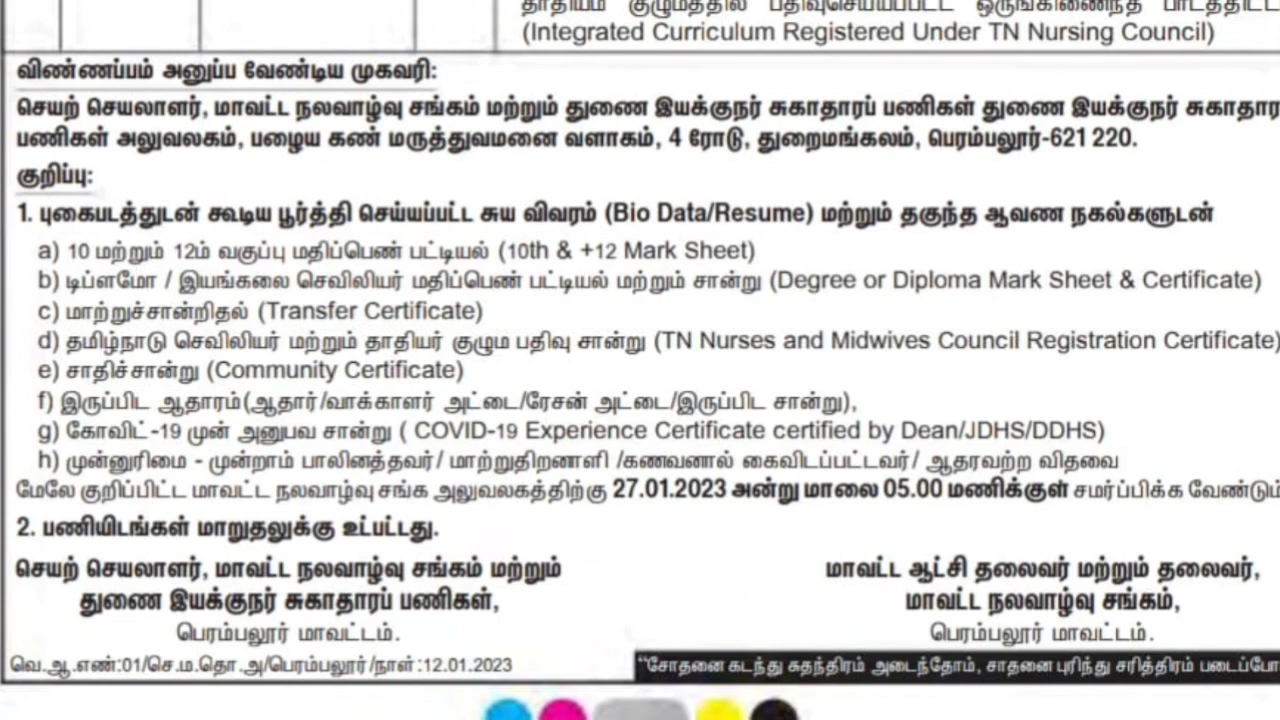 தாதியம் குழுமத்தில் பதிவுசெய்யப்பட்ட ஒருங்கிணைந்த
(Integrated Curriculum Registered Under TN Nursing Council)
விண்ணப்பம் அனுப்ப வேண்டிய முகவரி:
செயற் செயலாளர், மாவட்ட நலவாழ்வு சங்கம் மற்றும் துணை இயக்குநர் சுகாதாரப் பணிகள் துணை இயக்குநர் சுகாதார
பணிகள் அலுவலகம், பழைய கண் மருத்துவமனை வளாகம், 4 ரோடு, துறைமங்கலம், பெரம்பலூர்-621 220.
குறிப்பு:
1. புகைபடத்துடன் கூடிய பூர்த்தி செய்யப்பட்ட சுய விவரம் (Bio Data/Resume) மற்றும் தகுந்த ஆவண நகல்களுடன்
a) 10 மற்றும் 12ம் வகுப்பு மதிப்பெண் பட்டியல் (10th & +12 Mark Sheet)
b) டிப்ளமோ / இயங்கலை செவிலியர் மதிப்பெண் பட்டியல் மற்றும் சான்று (Degree or Diploma Mark Sheet & Certificate)
c) மாற்றுச்சான்றிதல் (Transfer Certificate)
d) தமிழ்நாடு செவிலியர் மற்றும் தாதியர் குழும பதிவு சான்று (TN Nurses and Midwives Council Registration Certificate)
e) சாதிச்சான்று (Community Certificate)
f) இருப்பிட ஆதாரம்(ஆதார்/வாக்காளர் அட்டை/ரேசன் அட்டை/இருப்பிட சான்று),
g) கோவிட்-19 முன் அனுபவ சான்று ( COVID-19 Experience Certificate certified by Dean/JDHS/DDHS)
h) முன்னுரிமை - முன்றாம் பாலினத்தவர்/ மாற்றுதிறனாளி /கணவனால் கைவிடப்பட்டவர்/ ஆதரவற்ற விதவை
மேலே குறிப்பிட்ட மாவட்ட நலவாழ்வு சங்க அலுவலகத்திற்கு 27.01.2023 அன்று மாலை 05.00 மணிக்குள் சமர்ப்பிக்க வேண்டும்
2. பணியிடங்கள் மாறுதலுக்கு உட்பட்டது.
செயற் செயலாளர், மாவட்ட நலவாழ்வு சங்கம் மற்றும்
துணை இயக்குநர் சுகாதாரப் பணிகள்,
பெரம்பலூர் மாவட்டம்.
மாவட்ட ஆட்சி தலைவர் மற்றும் தலைவர்,
மாவட்ட நலவாழ்வு சங்கம்,
பெரம்பலூர் மாவட்டம்.
வெ.ஆ.எண்:01/செ.ம.தொ.அ/பெரம்பலூர்/நாள்:12.01.2023
“சோதனை கடந்து சுதந்திரம் அடைந்தோம், சாதனை புரிந்து சரித்திரம் படைப்போ